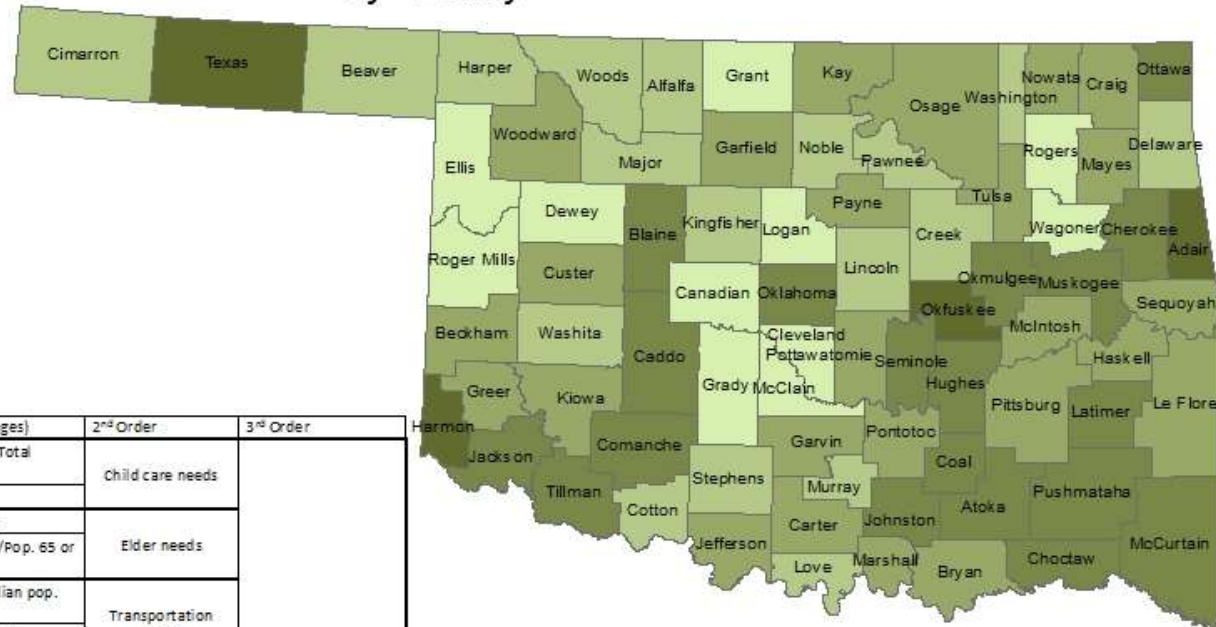 Cimarron
Texas
Beaver
Harper
Woods
Alfalfa
Grant
Kay
Osage
Washington
Nowata
Craig
Ottawa
Ellis
Woodward
Major
Garfield
Noble
Pawnee
Rogers
Mayes
Delaware
Dewey
Blaine
Kingfisher
Logan
Payne
Tulsa
Creek
Wagoner
Cherokee
Adair
Roger Mills
Custer
Canadian
Oklahoma
Lincoln
Okmulgee
Muskogee
Okfuskee
McIntosh
Sequoyah
Beckham
Washita
Caddo
Cleveland
Pottawatomie
Seminole
Hughes
Haskell
Greer
Kiowa
Grady
McClain
Pittsburg
Latimer
Le Flore
Harmon
Jackson
Comanche
Garvin
Pontotoc
Coal
Tillman
Stephens
Murray
Atoka
Pushmataha
Cotton
Carter
Johnston
Jefferson
Love
Marshall
Bryan
Choctaw
McCurtain
ges) 2nd Order 3rd Order
Total
Child care needs
/Pop. 65 or
Elder needs
ian pop.
Transportation